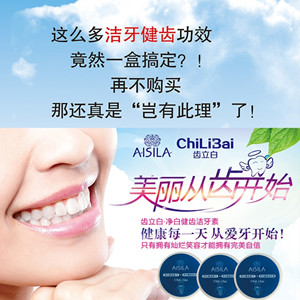 这么多洁牙健齿功效
竟然一盒搞定？！
再不购买
那还真是“岂有此理”了！
AISILA
ChiLiBai
齿立白
美丽从齿开始
齿立白·净白健齿洁牙素
健康每一天 从爱牙开始!
只有拥有灿烂笑容才能拥有完美自信
AISILA
AISILA
AISILA